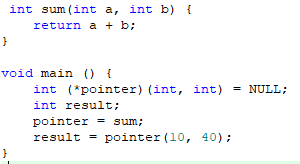 int sum(int a, int b) {
    return a + b;
}
void main () {
    int (*pointer)(int, int) = NULL;
    int result;
    pointer = sum;
    result = pointer(10, 40);
}